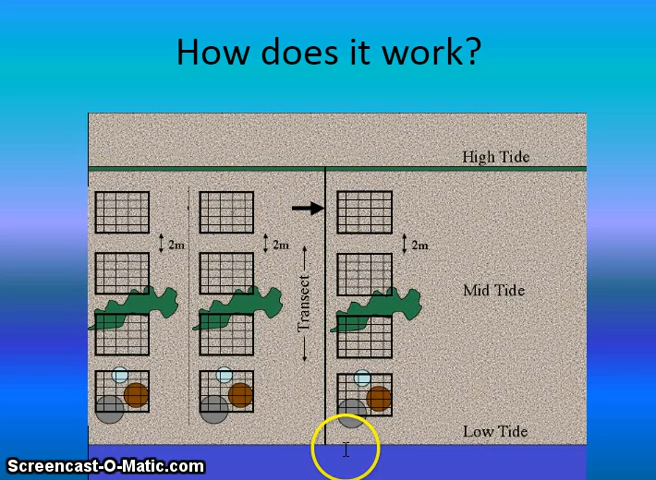 How does it work?
High Tide
2m
2m
2m
Transect
Mid Tide
Low Tide
Screencast-O-Matic.com